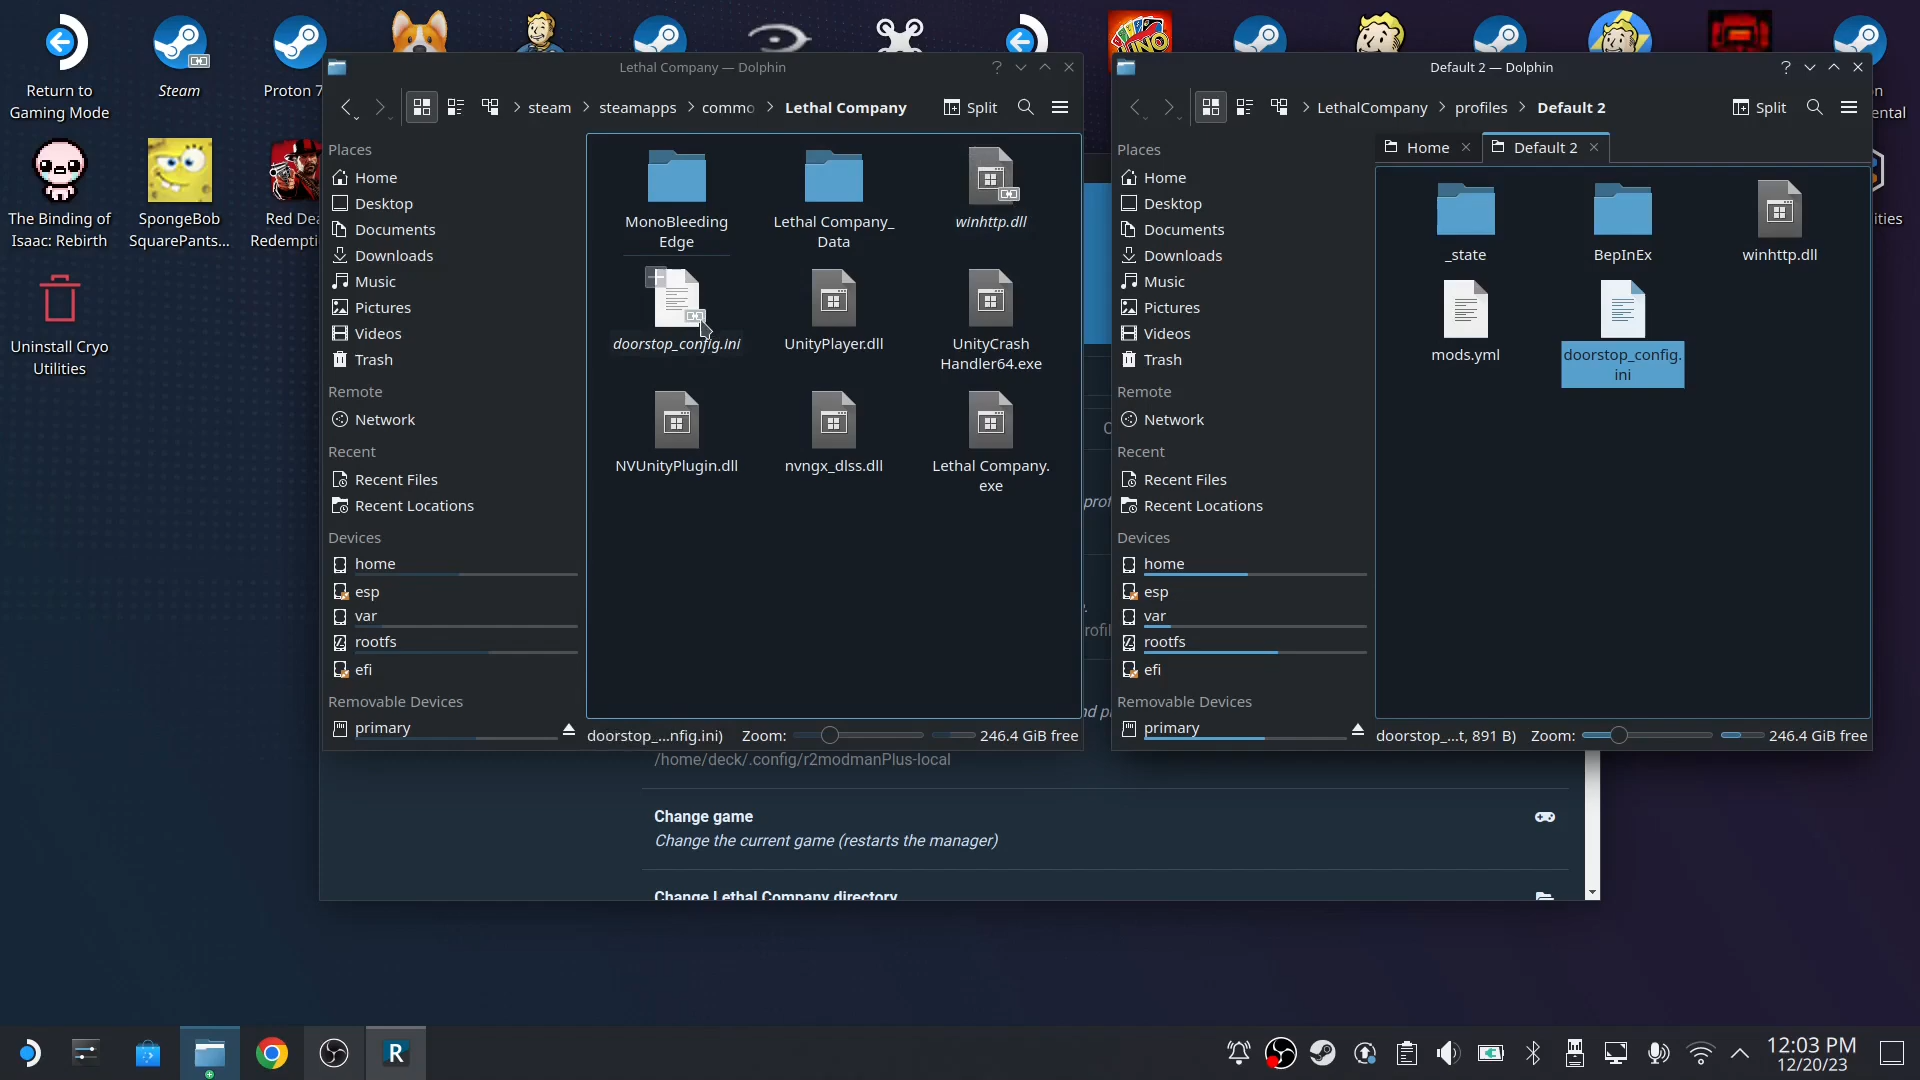 Return to
Gaming Mode
Steam
Proton 7
UNO
The Binding of
Isaac: Rebirth
SpongeBob
SquarePants...
Red Dea
Redempti
Uninstall Cryo
Utilities
Lethal Company — Dolphin
steam
steamapps
commo
Lethal Company
Split
Places
Home
Desktop
Documents
Downloads
Music
Pictures
Videos
Trash
Remote
Network
Recent
Recent Files
Recent Locations
Devices
home
esp
var
rootfs
efi
Removable Devices
primary
MonoBleeding
Edge
Lethal Company_
Data
winhttp.dll
doorstop_config.ini
UnityPlayer.dll
UnityCrash
Handler64.exe
NVUnityPlugin.dll
nvngx_dlss.dll
Lethal Company.
exe
doorstop_...nfig.ini)
Zoom:
246.4 GiB free
Default 2 — Dolphin
LethalCompany
profiles
Default 2
Split
Home
Default 2
Places
Home
Desktop
Documents
Downloads
Music
Pictures
Videos
Trash
Remote
Network
Recent
Recent Files
Recent Locations
Devices
home
esp
var
rootfs
efi
Removable Devices
primary
_state
BepInEx
winhttp.dll
mods.yml
doorstop_config.
ini
doorstop_...t, 891 B)
Zoom:
246.4 GiB free
on
ental
ities
prof
rofil
nd p
/home/deck/.config/r2modmanPlus-local
Change game
Change the current game (restarts the manager)
Change Lethal Company directory
R
12:03 PM
12/20/23